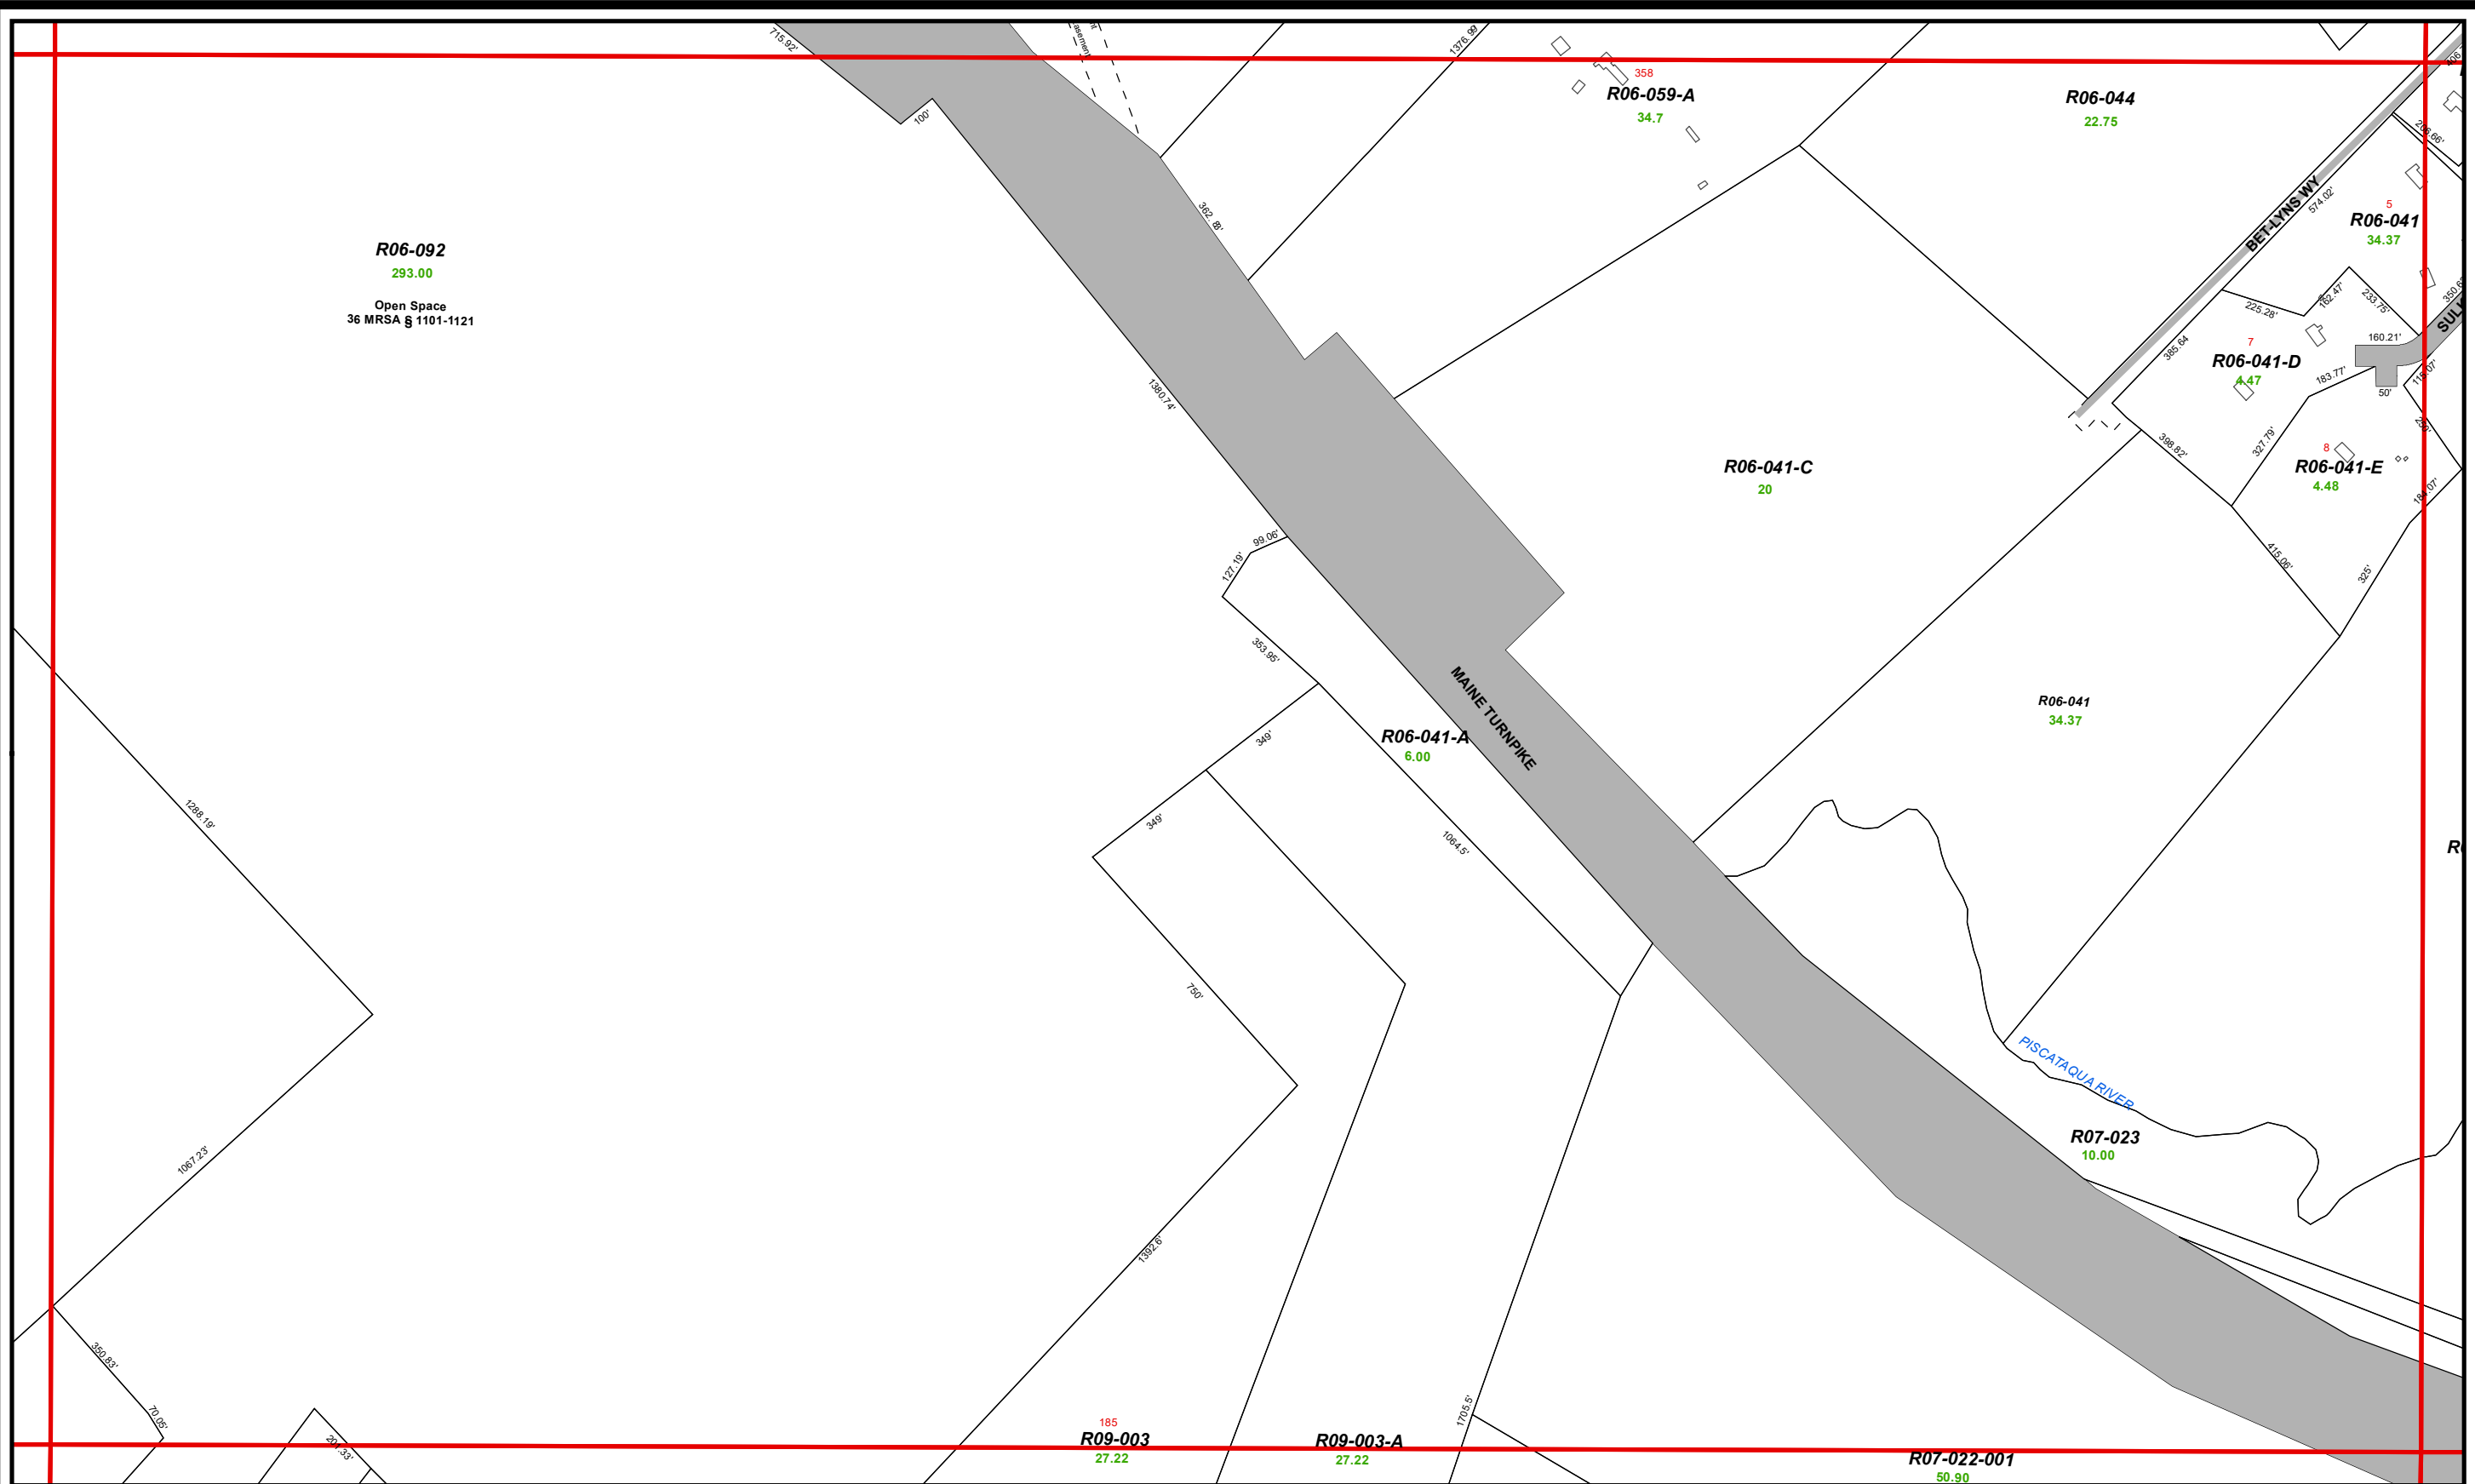 715.92'
100'
1376.99'
358
R06-059-A
34.7
R06-044
22.75
266.66'
BET-LYNS WY
574.02'
5
R06-041
34.37
362.88'
R06-092
293.00
Open Space
36 MRSA § 1101-1121
225.28'
162.47'
233.75'
160.21'
385.64
7
R06-041-D
4.47
183.77'
50'
1380.74'
398.82'
327.79'
8
R06-041-E
4.48
R06-041-C
20
415.06'
325'
99.06'
127.19'
353.95'
MAINE TURNPIKE
R06-041
34.37
R06-041-A
6.00
349'
349'
1064.5'
1288.19'
750'
PISCATAQUA RIVER
R07-023
10.00
1067.23'
1392.6'
350.83'
70.05'
1705.5'
185
R09-003
27.22
R09-003-A
27.22
R07-022-001
50.90